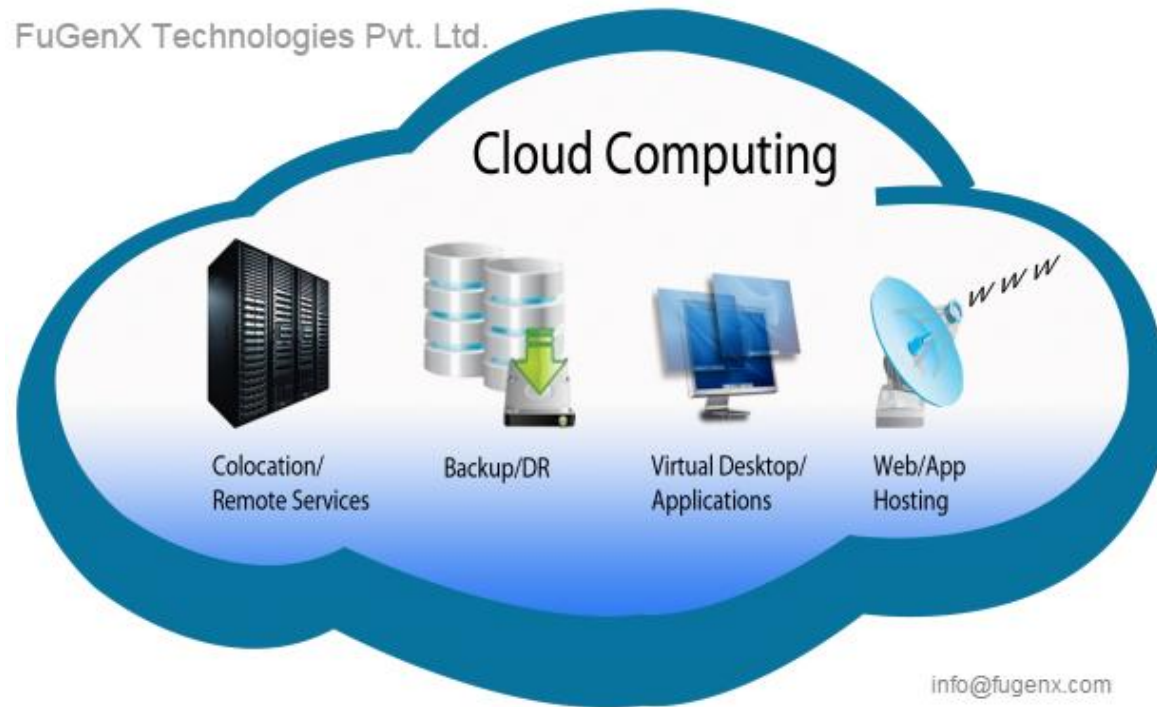 FuGenX Technologies Pvt. Ltd.
Cloud Computing
www
Colocation/
Remote Services
Backup/DR
Virtual Desktop/
Applications
Web/App
Hosting
info@fugenx.com